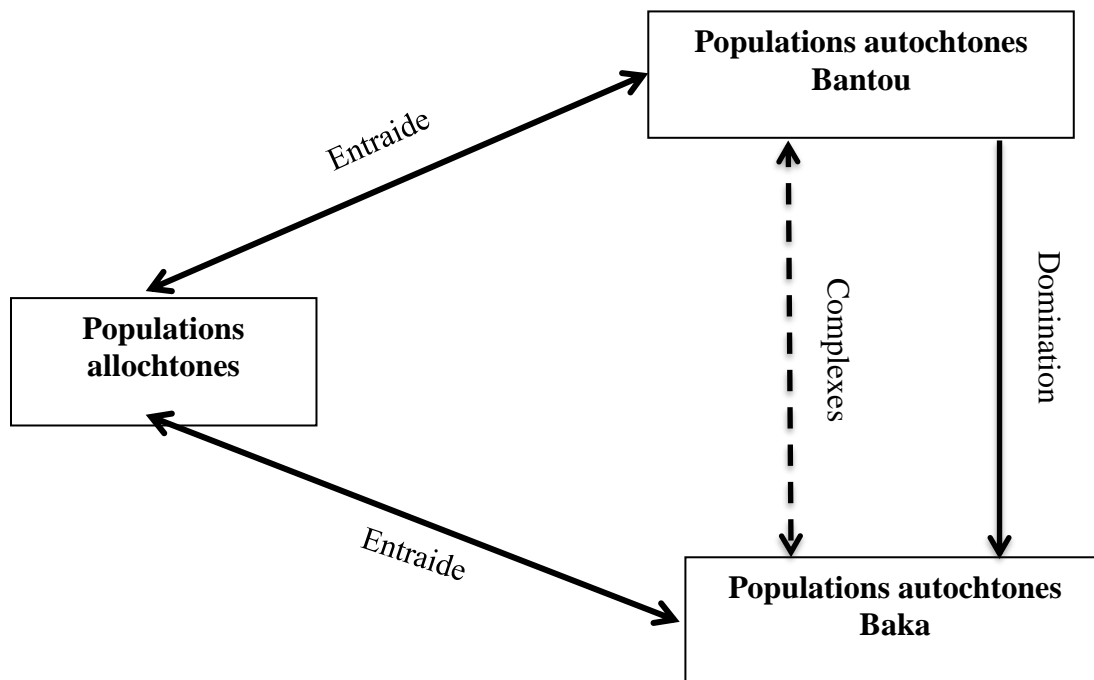 Populations autochtones
Bantou
Entraide
Populations
allochtones
Complexes
Domination
Entraide
Populations autochtones
Baka